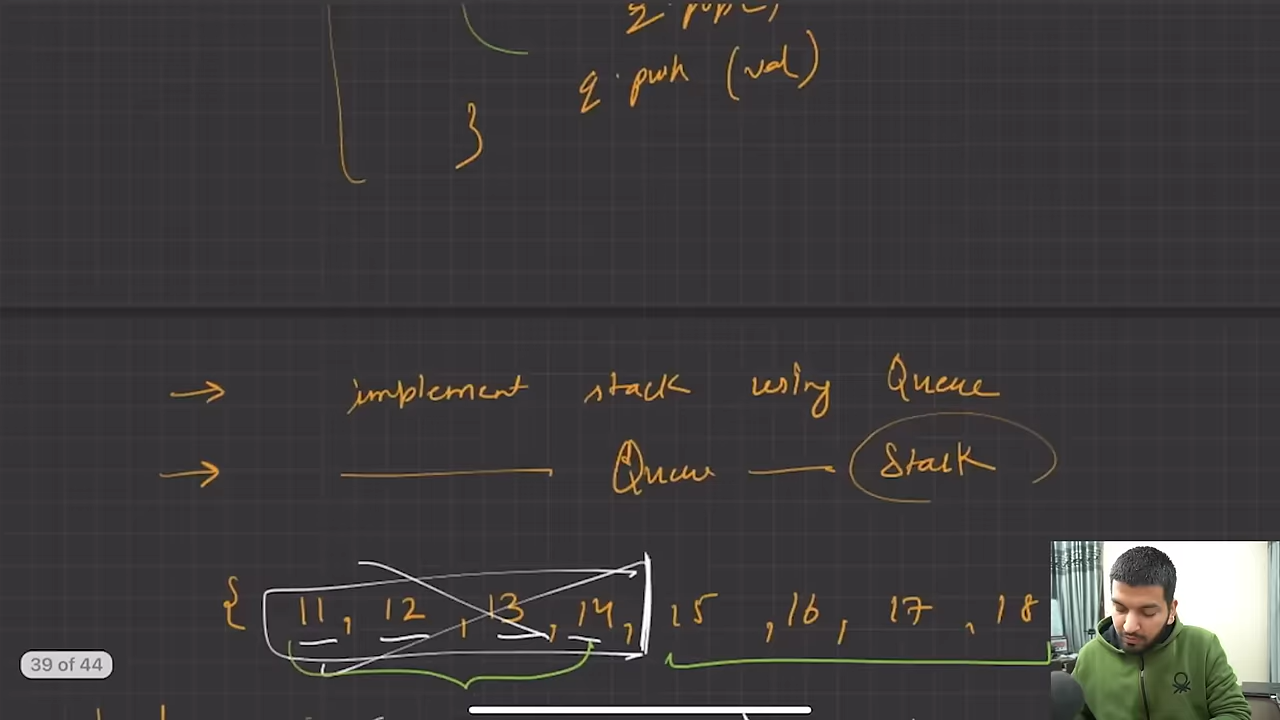 q.pop();
q.push (val)
}
→ implement stack using Queue
→ —— Queue — Stack
{ 11, 12, 13, 14, 15, 16, 17, 18
39 of 44